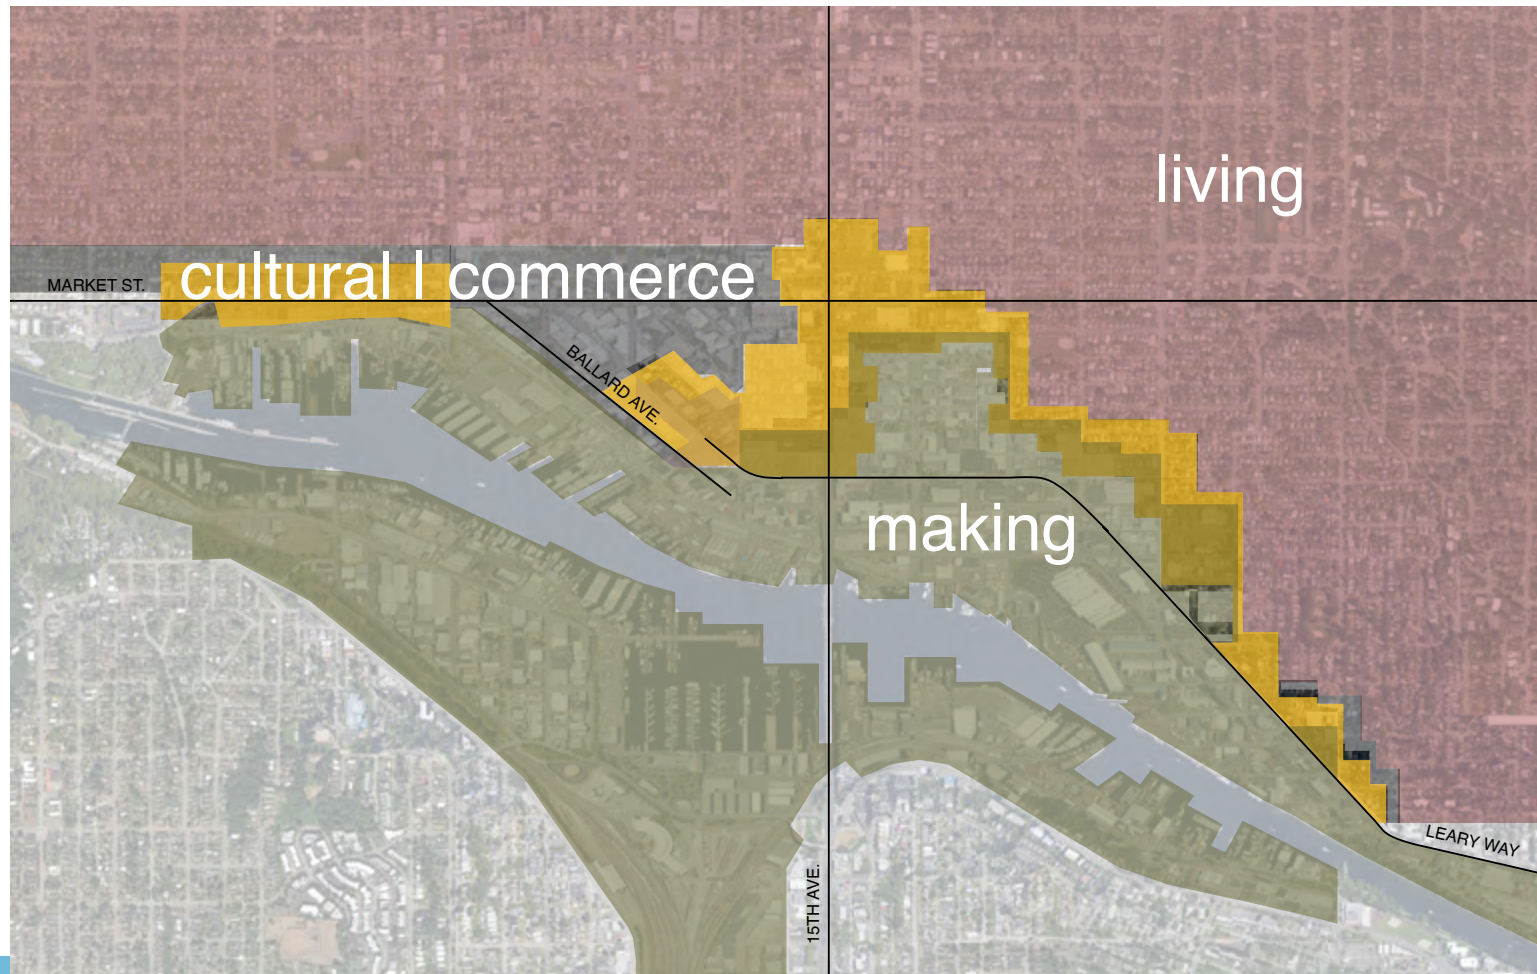 living
cultural | commerce
MARKET ST.
BALLARD AVE.
making
LEARY WAY
15TH AVE.